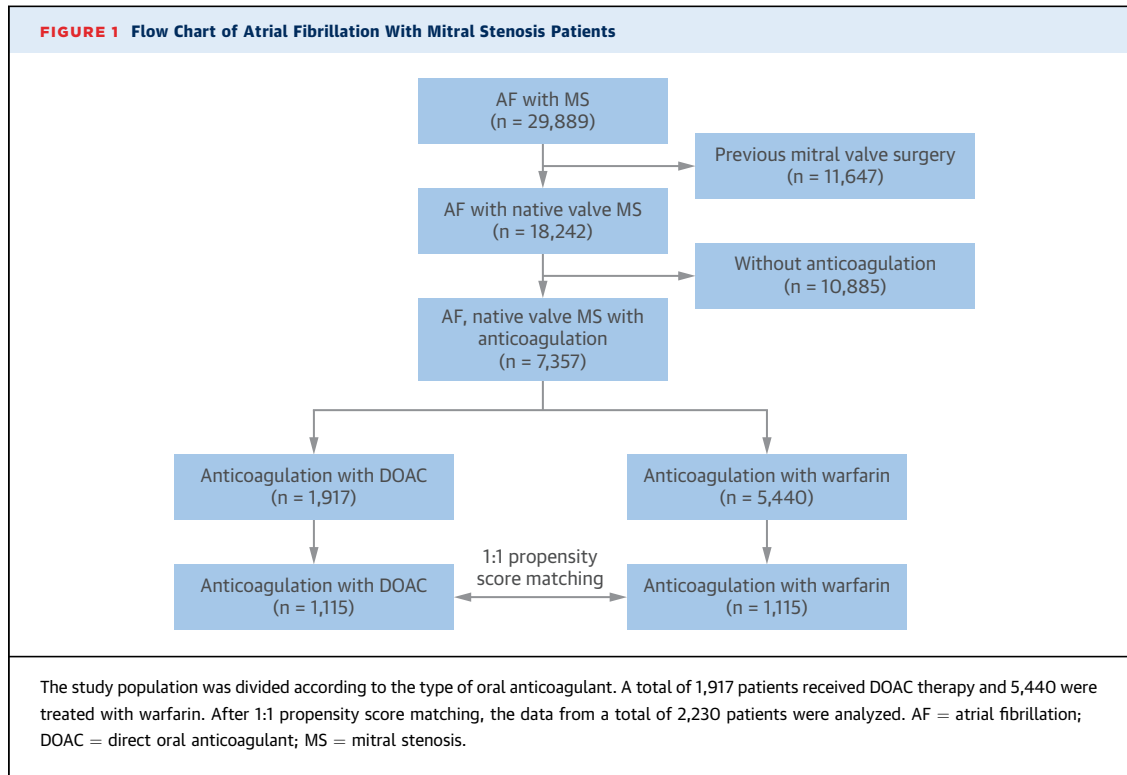 FIGURE 1 Flow Chart of Atrial Fibrillation With Mitral Stenosis Patients
AF with MS
(n = 29,889)
Previous mitral valve surgery
(n = 11,647)
AF with native valve MS
(n = 18,242)
Without anticoagulation
(n = 10,885)
AF, native valve MS with
anticoagulation
(n = 7,357)
Anticoagulation with DOAC
(n = 1,917)
Anticoagulation with warfarin
(n = 5,440)
1:1 propensity
score matching
Anticoagulation with DOAC
(n = 1,115)
Anticoagulation with warfarin
(n = 1,115)
The study population was divided according to the type of oral anticoagulant. A total of 1,917 patients received DOAC therapy and 5,440 were
treated with warfarin. After 1:1 propensity score matching, the data from a total of 2,230 patients were analyzed. AF = atrial fibrillation;
DOAC = direct oral anticoagulant; MS = mitral stenosis.